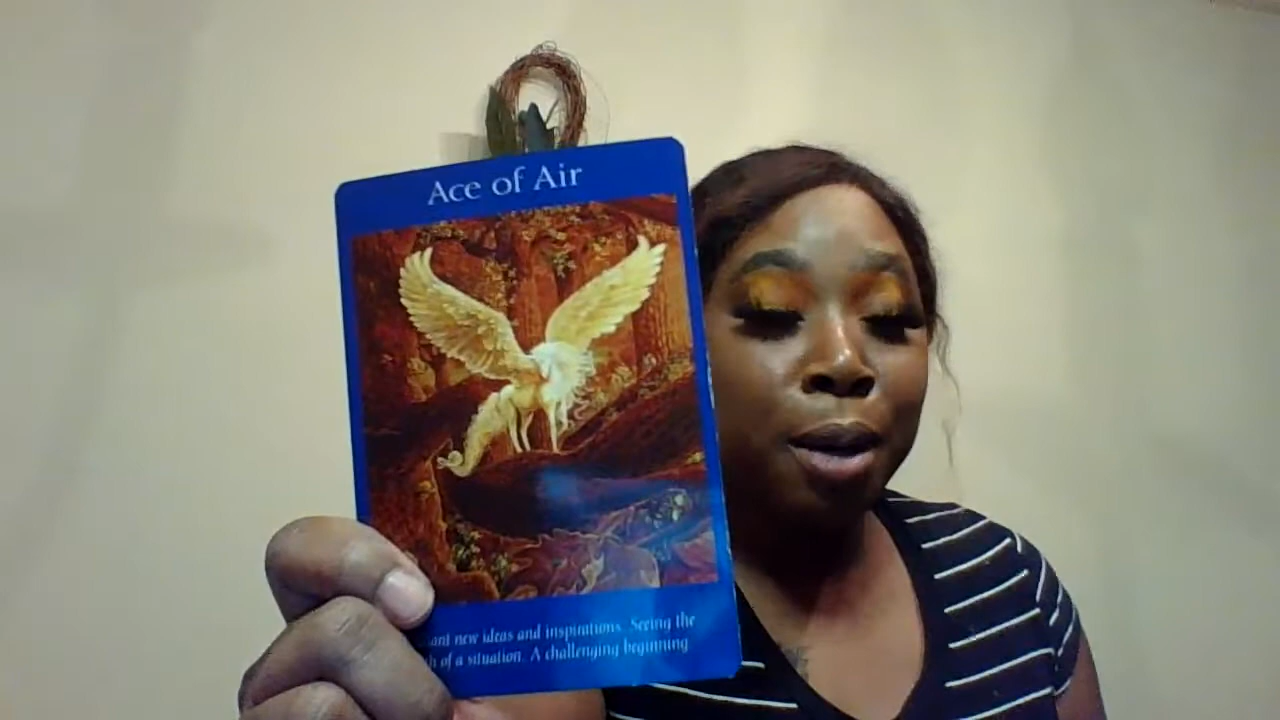 Ace of Air
new ideas and inspirations. Seeing the
of a situation. A challenging beginning